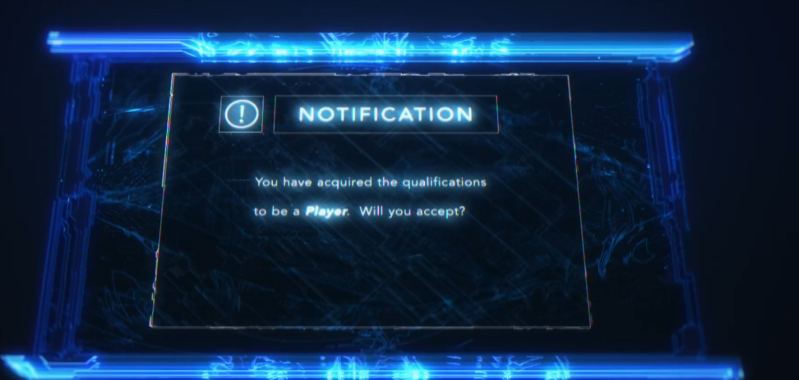 NOTIFICATION
You have acquired the qualifications
to be a Player. Will you accept?